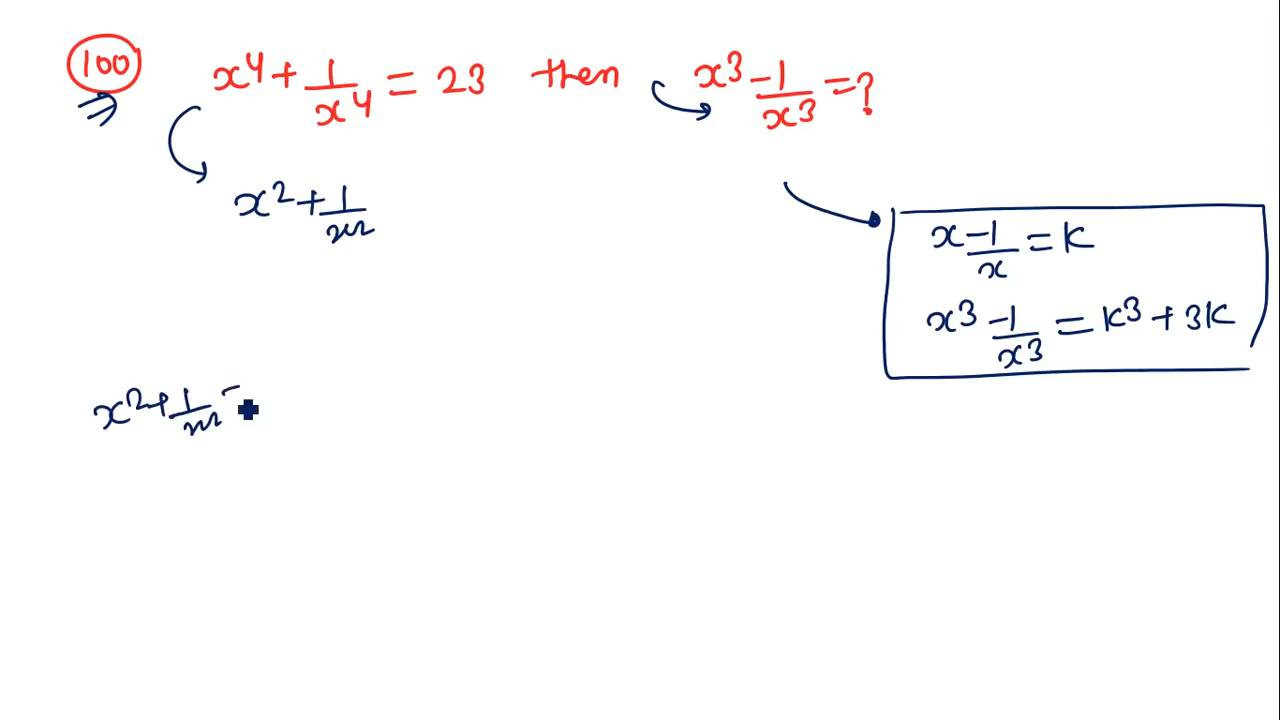 100 x⁴ + 1/x⁴ = 23 then x³ - 1/x³ = ?
x² + 1/x²
x - 1/x = K
x³ - 1/x³ = K³ + 3K
x² + 1/x² =